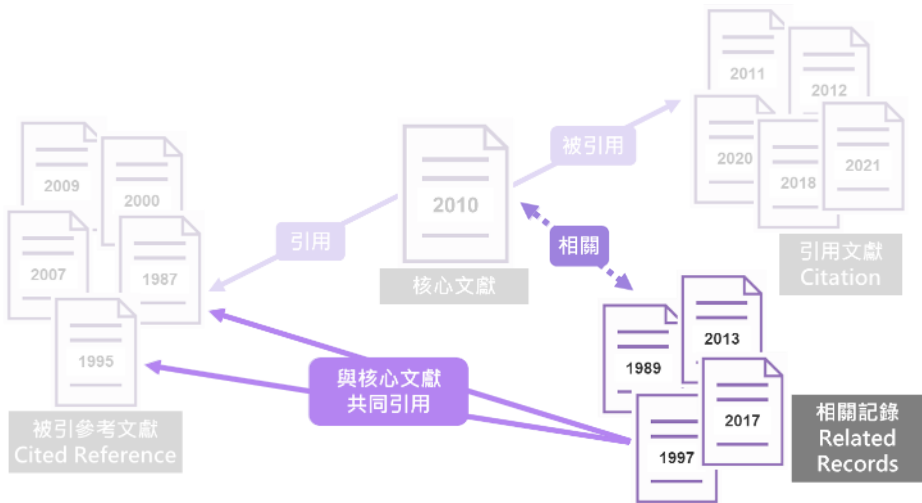 2009
2000
2007
1987
1995
被引參考文獻
Cited Reference
引用
2010
核心文獻
被引用
2011
2012
2020
2018
2021
引用文獻
Citation
相關
與核心文獻
共同引用
1989
2013
1997
2017
相關記錄
Related
Records